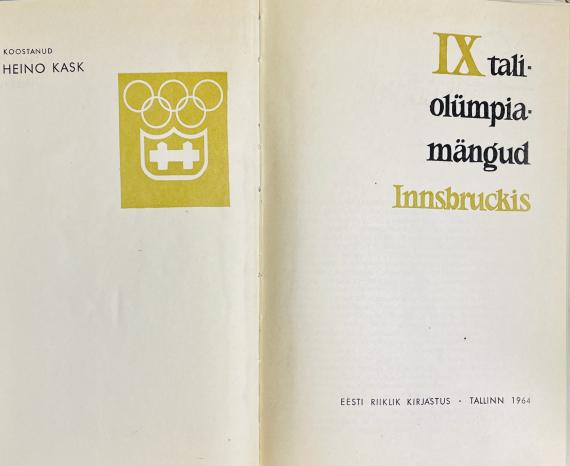 KOOSTANUD
HEINO KASK
IX tali-
olümpia-
mängud
Innsbruckis
EESTI RIIKLIK KIRJASTUS · TALLINN 1964